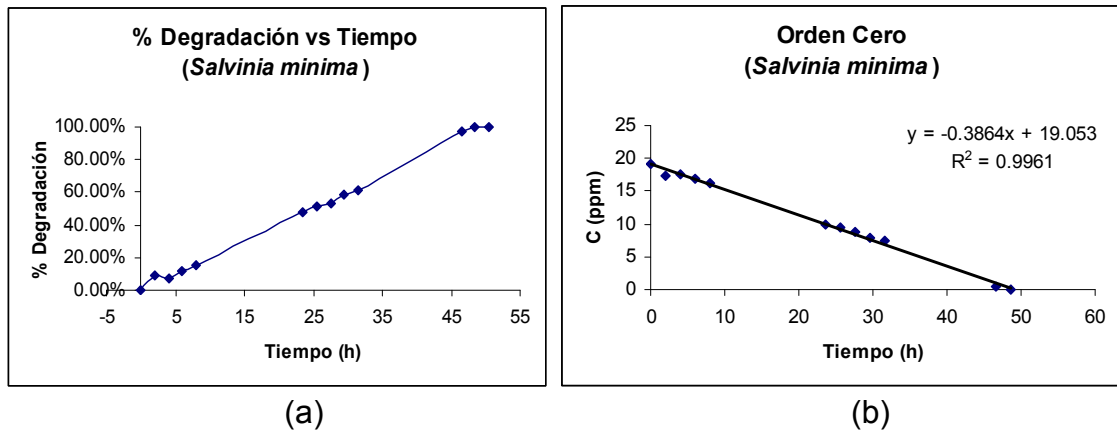 % Degradación vs Tiempo
(Salvinia minima)
100.00%
80.00%
60.00%
40.00%
20.00%
0.00%
% Degradación
-5 5 15 25 35 45 55
Tiempo (h)
(a)
Orden Cero
(Salvinia minima)
y = -0.3864x + 19.053
R² = 0.9961
25
20
15
10
5
0
C (ppm)
0 10 20 30 40 50 60
Tiempo (h)
(b)